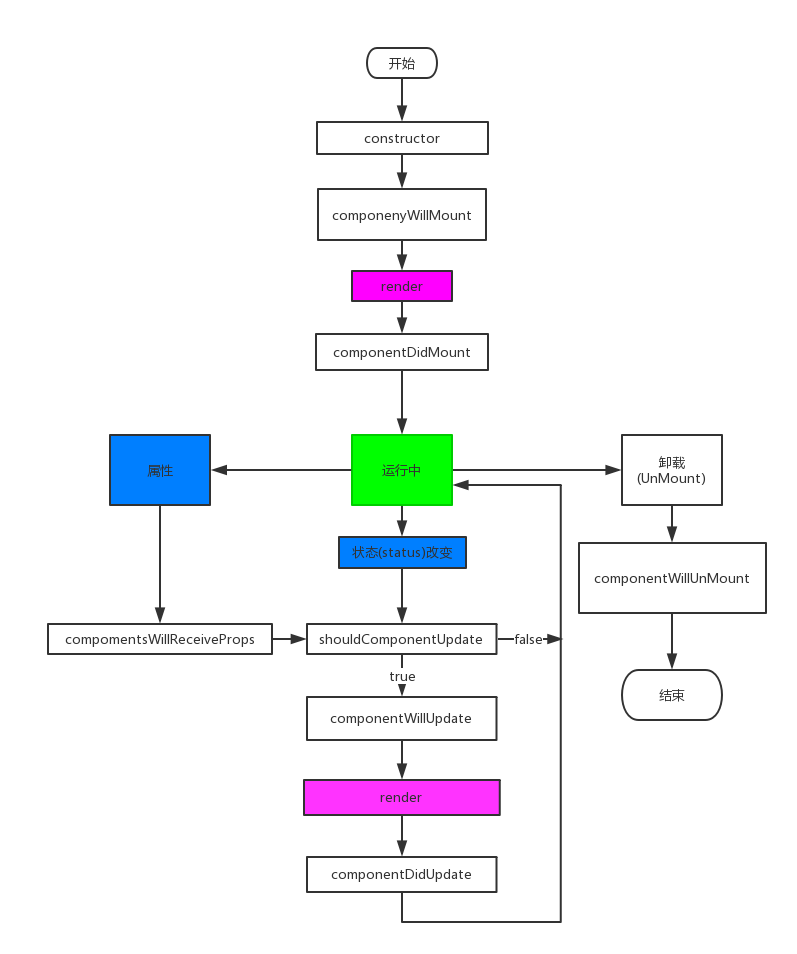 开始
constructor
componenyWillMount
render
componentDidMount
属性
运行中
卸载
(UnMount)
状态(status)改变
componentWillUnMount
compomentsWillReceiveProps
shouldComponentUpdate
false
true
结束
componentWillUpdate
render
componentDidUpdate